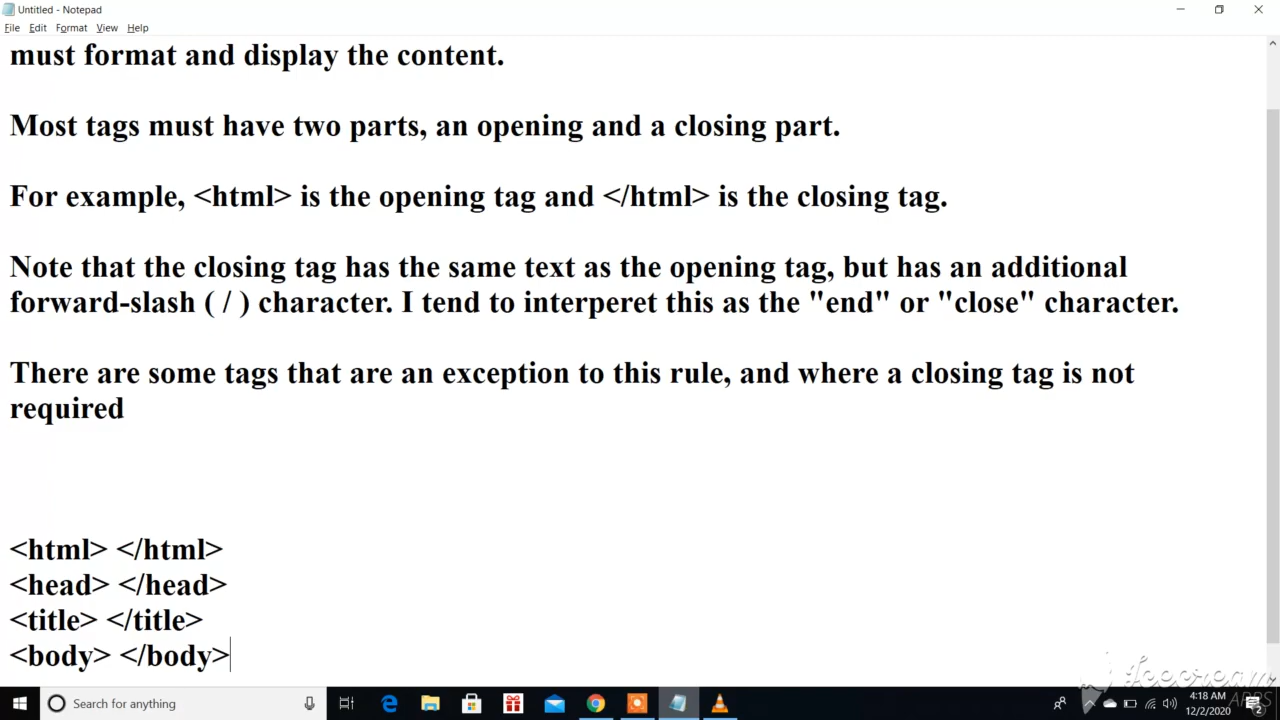 Untitled - Notepad
File Edit Format View Help
must format and display the content.
Most tags must have two parts, an opening and a closing part.
For example, <html> is the opening tag and </html> is the closing tag.
Note that the closing tag has the same text as the opening tag, but has an additional
forward-slash ( / ) character. I tend to interperet this as the "end" or "close" character.
There are some tags that are an exception to this rule, and where a closing tag is not
required
<html> </html>
<head> </head>
<title> </title>
<body> </body>
Icecream
APPS
Search for anything
4:18 AM
12/2/2020
2